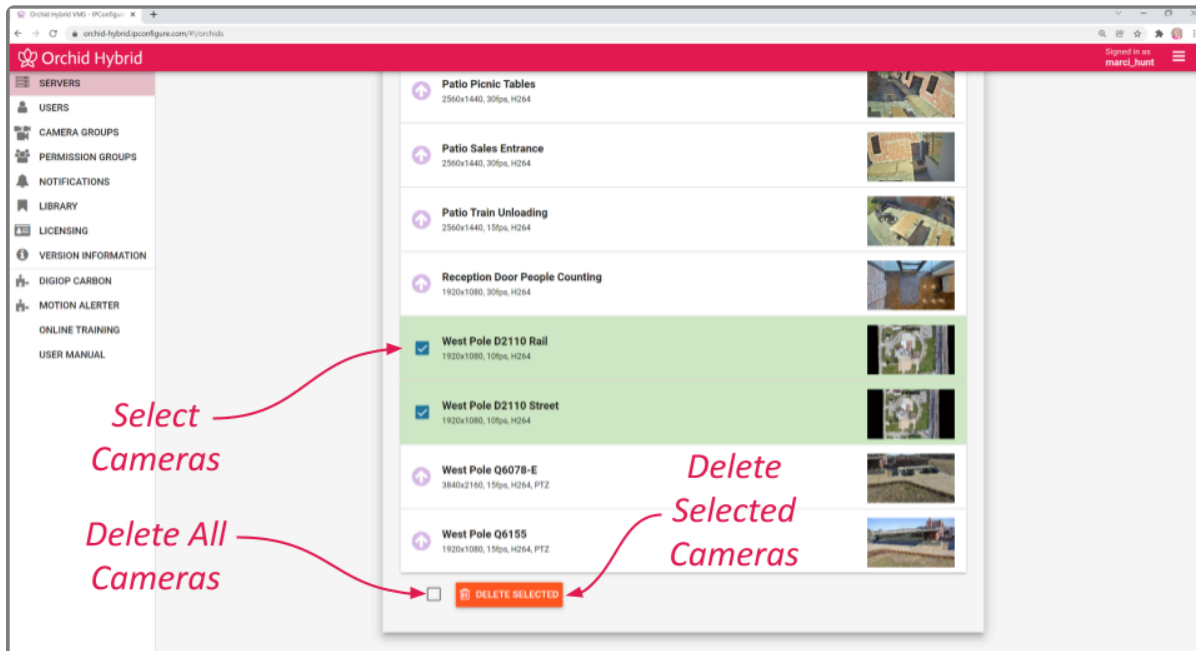 Orchid Hybrid VMS - IPConfigur
orchid-hybrid.ipconfigure.com/#!/orchids
Orchid Hybrid
Signed in as
marci_hunt
SERVERS
USERS
CAMERA GROUPS
PERMISSION GROUPS
NOTIFICATIONS
LIBRARY
LICENSING
VERSION INFORMATION
DIGIOP CARBON
MOTION ALERTER
ONLINE TRAINING
USER MANUAL
Patio Picnic Tables
2560x1440, 30fps, H264
Patio Sales Entrance
2560x1440, 30fps, H264
Patio Train Unloading
2560x1440, 15fps, H264
Reception Door People Counting
1920x1080, 30fps, H264
West Pole D2110 Rail
1920x1080, 10fps, H264
West Pole D2110 Street
1920x1080, 10fps, H264
West Pole Q6078-E
3840x2160, 15fps, H264, PTZ
West Pole Q6155
1920x1080, 15fps, H264, PTZ
DELETE SELECTED
Select
Cameras
Delete All
Cameras
Delete
Selected
Cameras